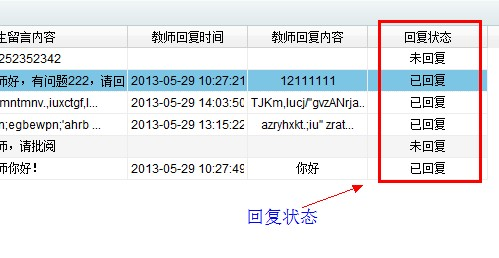 生留言内容 教师回复时间 教师回复内容 回复状态
252352342 未回复
师好，有问题222，请回 2013-05-29 10:27:21 12111111 已回复
mntmnv.,iuxctgf,l... 2013-05-29 14:03:50 TJKm,lucj/"gvzANrja.. 已回复
n;egbewpn;'ahrb ... 2013-05-29 13:15:22 azryhxkt.;iu" zrat... 已回复
师，请批阅 未回复
师你好！ 2013-05-29 10:27:49 你好 已回复
回复状态